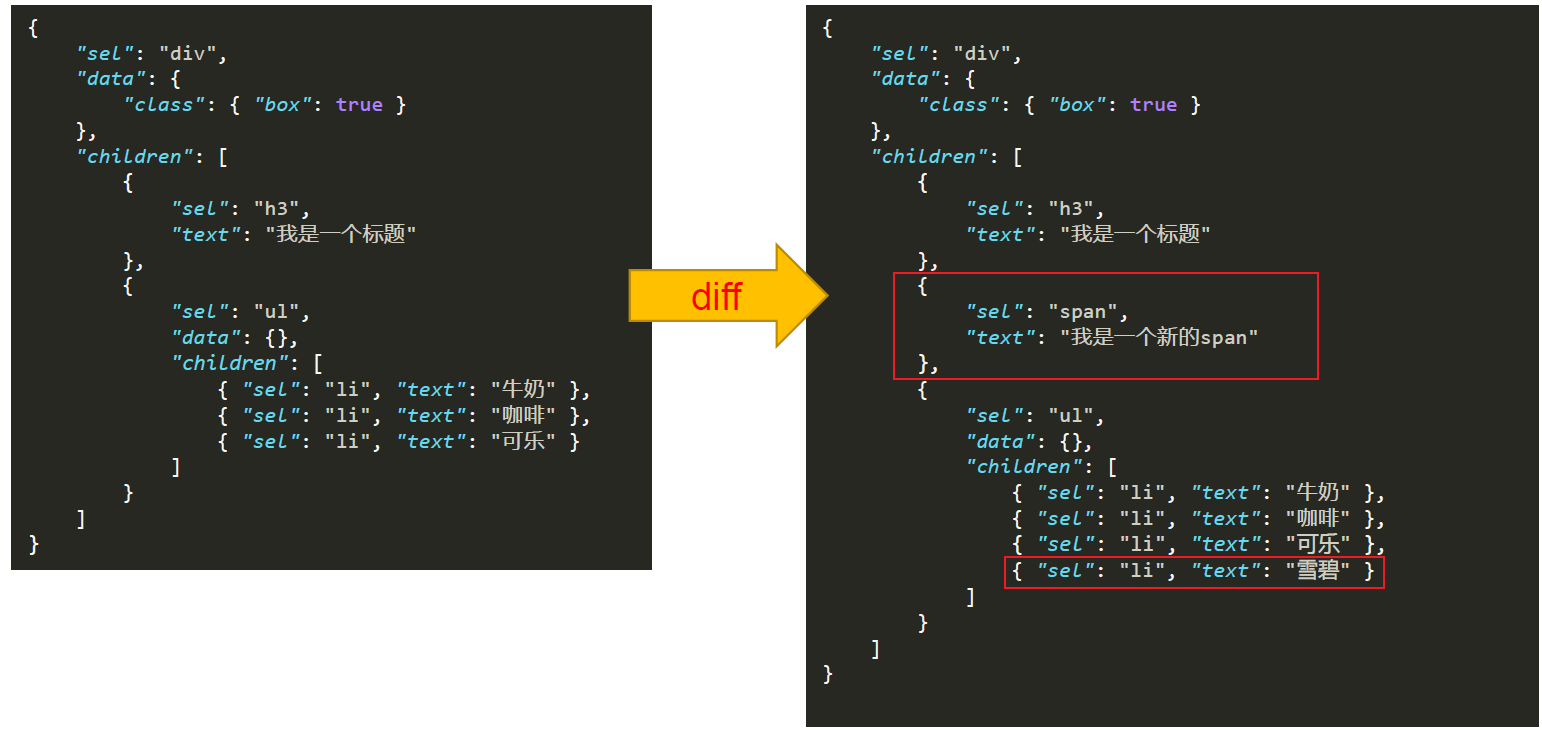 {
    "sel": "div",
    "data": {
        "class": { "box": true }
    },
    "children": [
        {
            "sel": "h3",
            "text": "我是一个标题"
        },
        {
            "sel": "ul",
            "data": {},
            "children": [
                { "sel": "li", "text": "牛奶" },
                { "sel": "li", "text": "咖啡" },
                { "sel": "li", "text": "可乐" }
            ]
        }
    ]
}
diff
{
    "sel": "div",
    "data": {
        "class": { "box": true }
    },
    "children": [
        {
            "sel": "h3",
            "text": "我是一个标题"
        },
        {
            "sel": "span",
            "text": "我是一个新的span"
        },
        {
            "sel": "ul",
            "data": {},
            "children": [
                { "sel": "li", "text": "牛奶" },
                { "sel": "li", "text": "咖啡" },
                { "sel": "li", "text": "可乐" },
                { "sel": "li", "text": "雪碧" }
            ]
        }
    ]
}